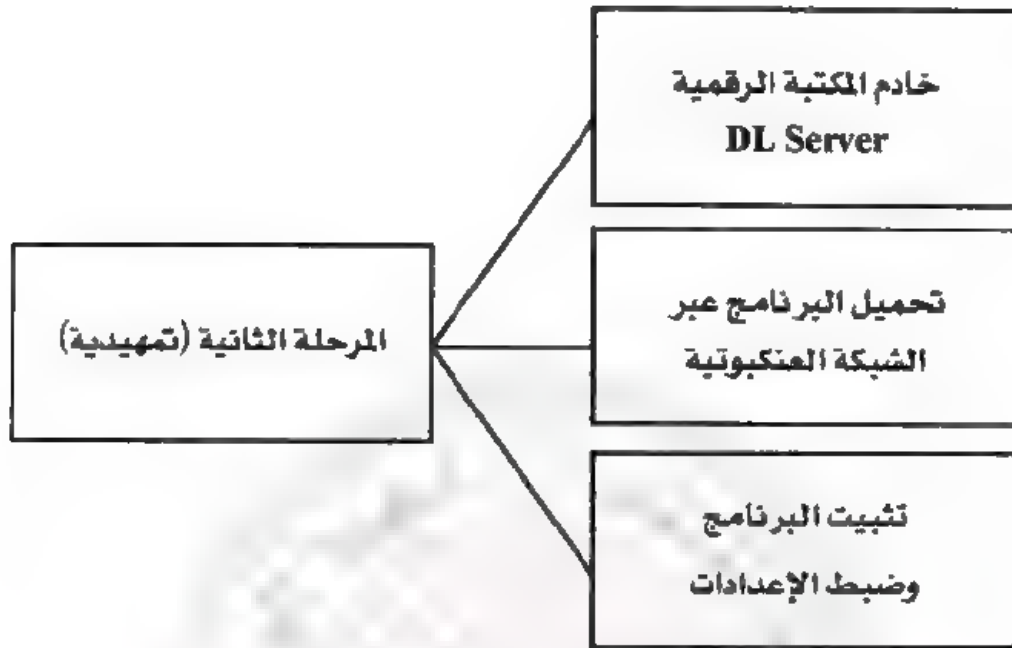 خادم المكتبة الرقمية
DL Server
المرحلة الثانية (تمهيدية)
تحميل البرنامج عبر
الشبكة العنكبوتية
تثبيت البرنامج
وضبط الإعدادات